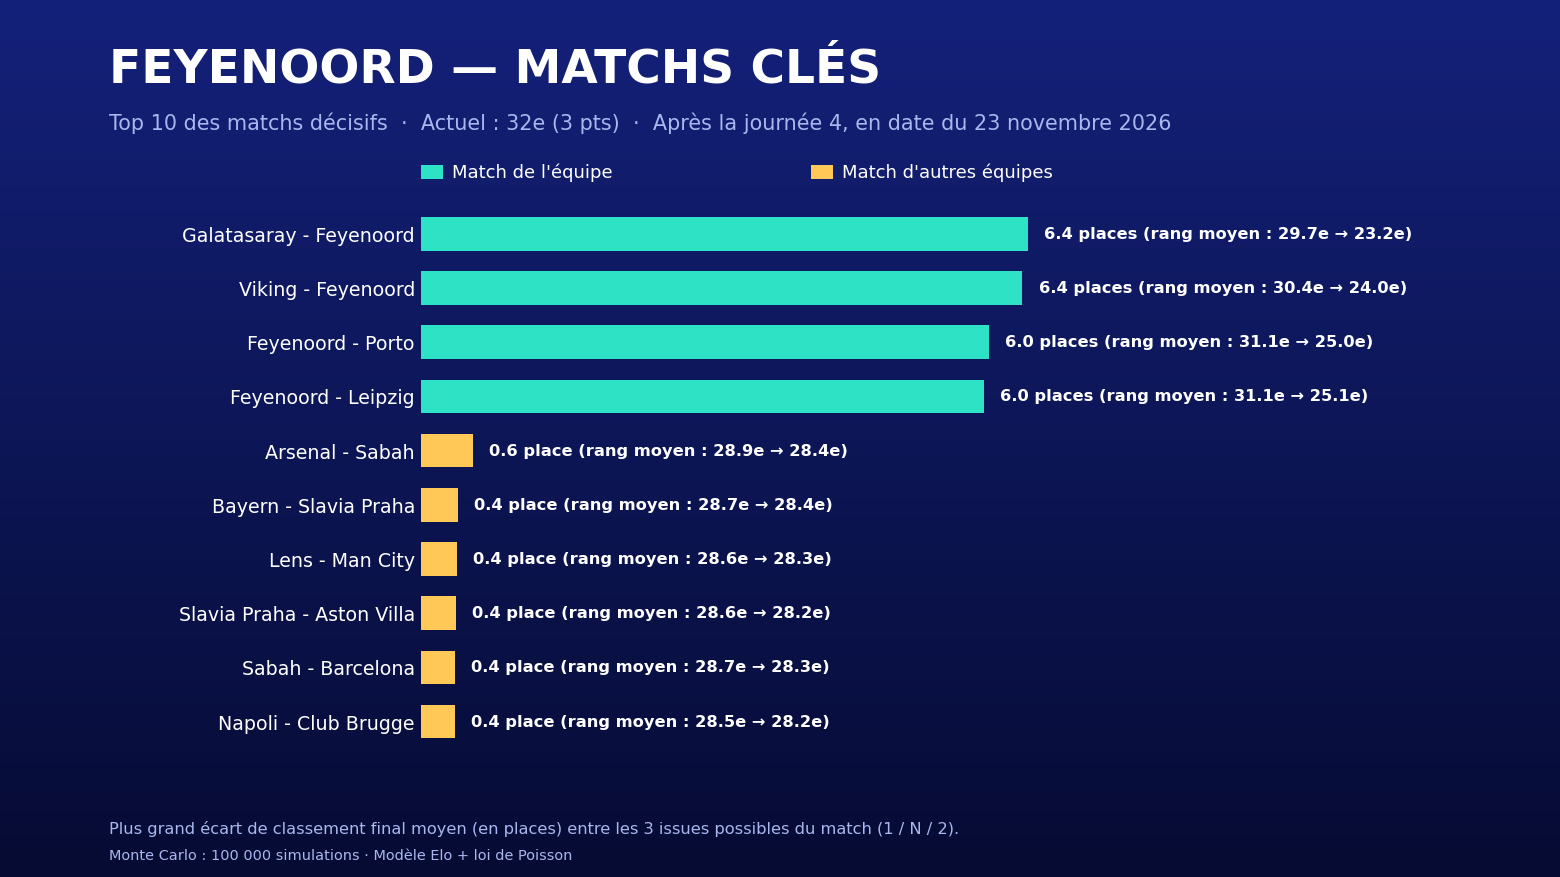 FEYENOORD — MATCHS CLÉS
Top 10 des matchs décisifs · Actuel : 32e (3 pts) · Après la journée 4, en date du 23 novembre 2026
Match de l'équipe
Match d'autres équipes
Galatasaray - Feyenoord 6.4 places (rang moyen : 29.7e → 23.2e)
Viking - Feyenoord 6.4 places (rang moyen : 30.4e → 24.0e)
Feyenoord - Porto 6.0 places (rang moyen : 31.1e → 25.0e)
Feyenoord - Leipzig 6.0 places (rang moyen : 31.1e → 25.1e)
Arsenal - Sabah 0.6 place (rang moyen : 28.9e → 28.4e)
Bayern - Slavia Praha 0.4 place (rang moyen : 28.7e → 28.4e)
Lens - Man City 0.4 place (rang moyen : 28.6e → 28.3e)
Slavia Praha - Aston Villa 0.4 place (rang moyen : 28.6e → 28.2e)
Sabah - Barcelona 0.4 place (rang moyen : 28.7e → 28.3e)
Napoli - Club Brugge 0.4 place (rang moyen : 28.5e → 28.2e)
Plus grand écart de classement final moyen (en places) entre les 3 issues possibles du match (1 / N / 2).
Monte Carlo : 100 000 simulations · Modèle Elo + loi de Poisson